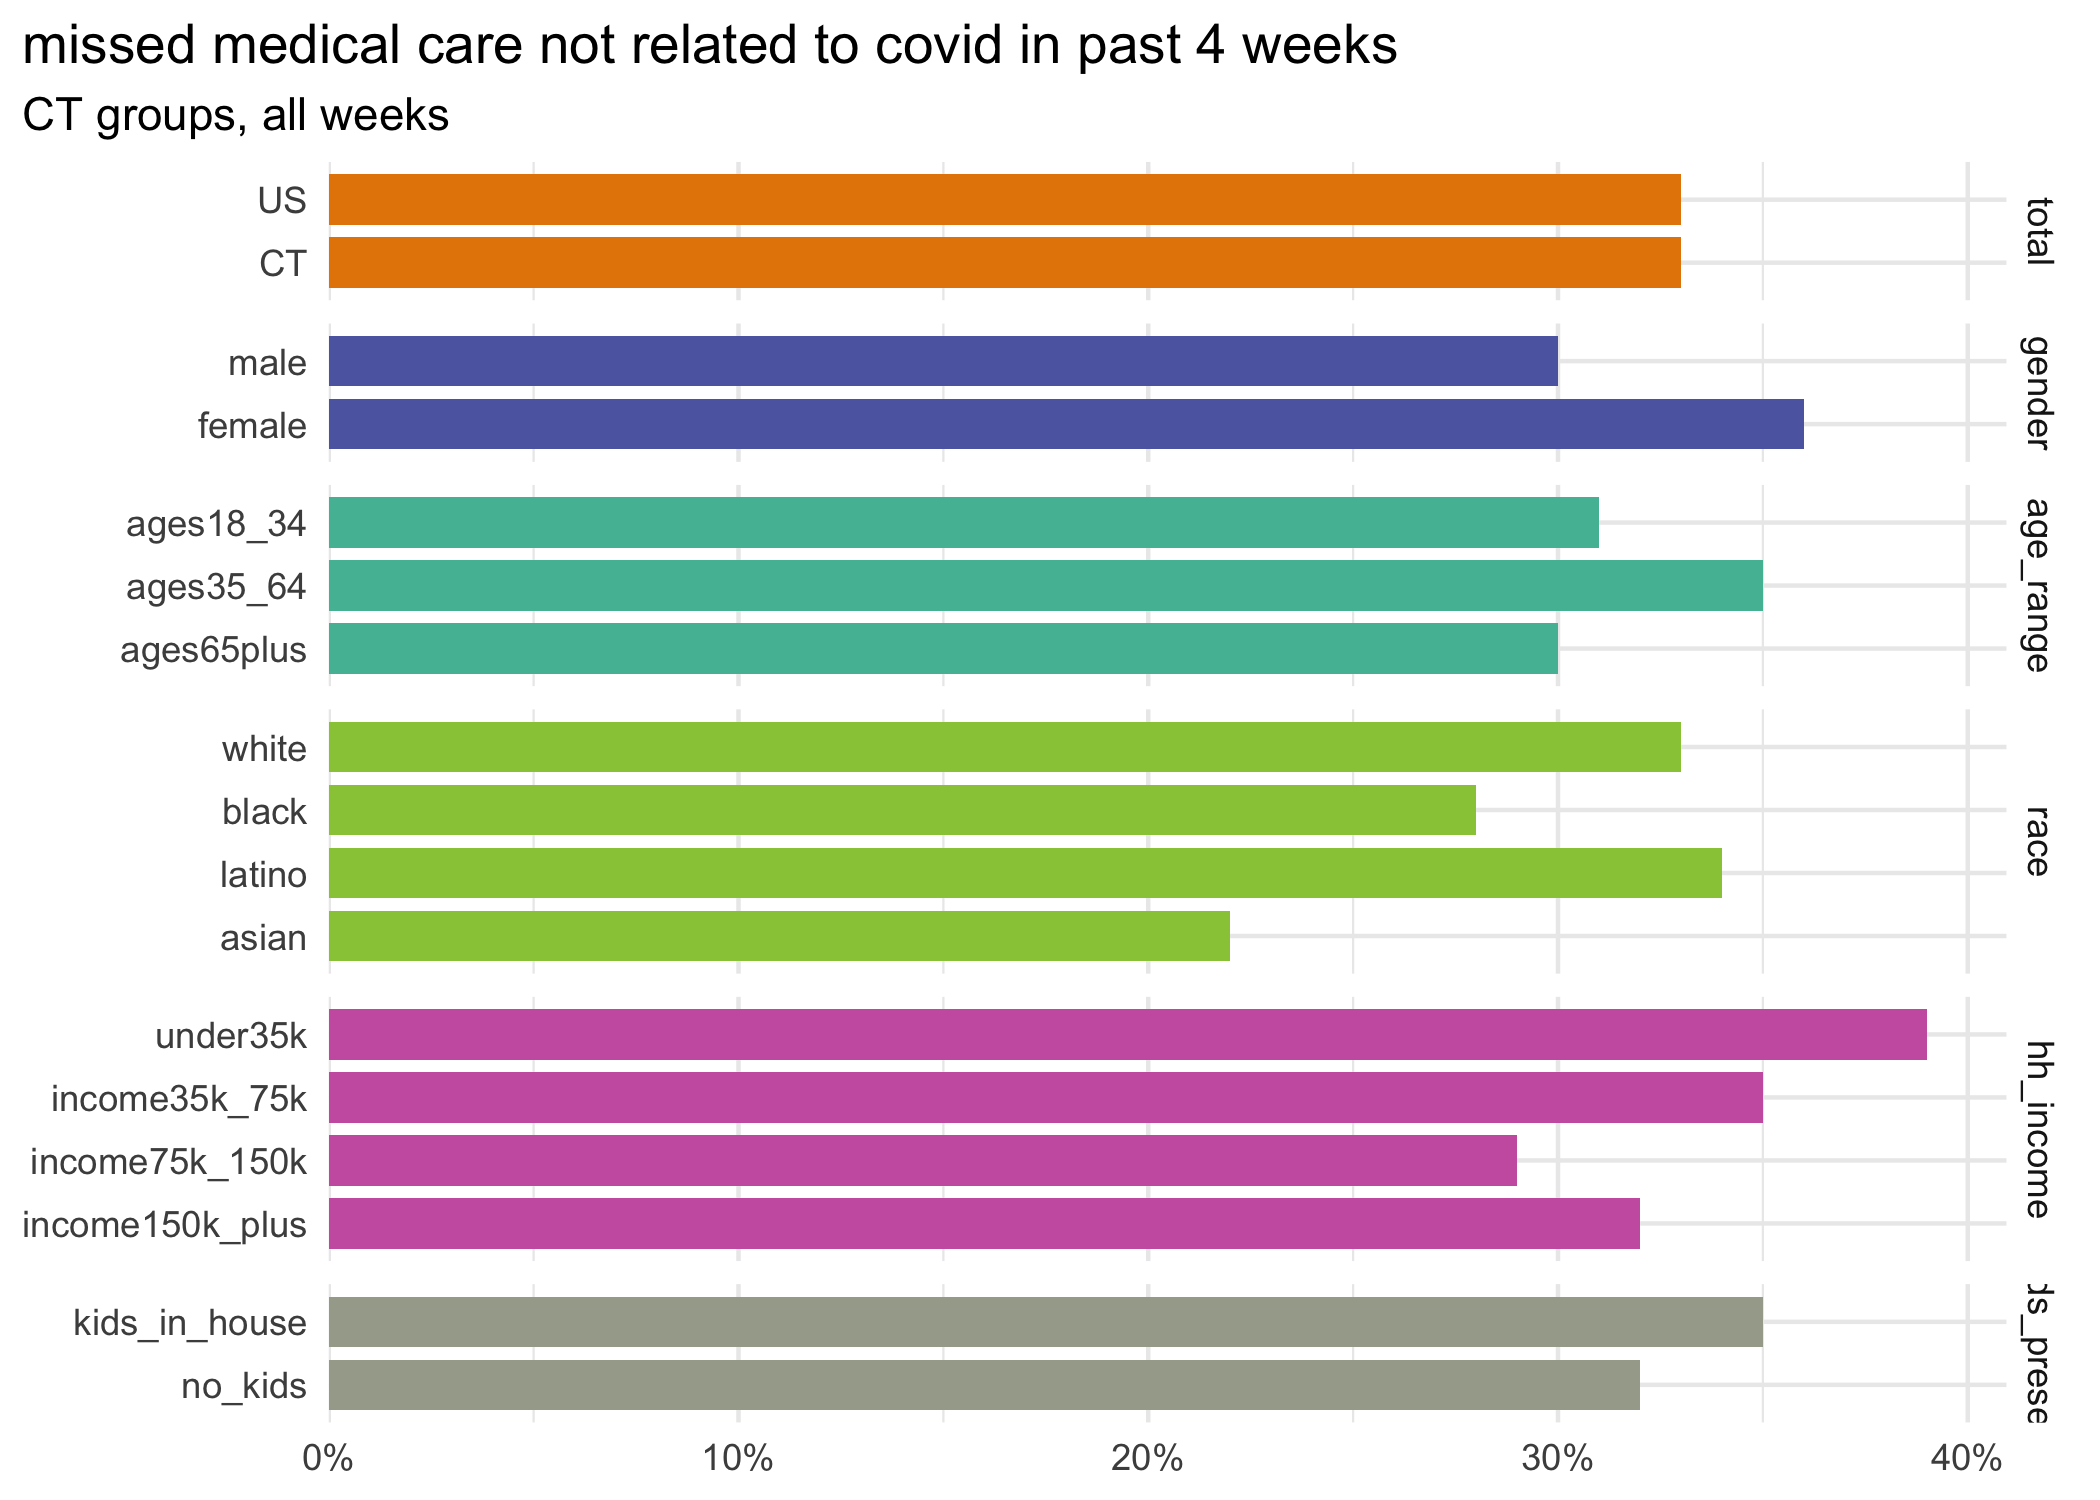 missed medical care not related to covid in past 4 weeks
CT groups, all weeks
US
CT
total
male
female
gender
ages18_34
ages35_64
ages65plus
age_range
white
black
latino
asian
race
under35k
income35k_75k
income75k_150k
income150k_plus
hh_income
kids_in_house
no_kids
ds_prese
0% 10% 20% 30% 40%